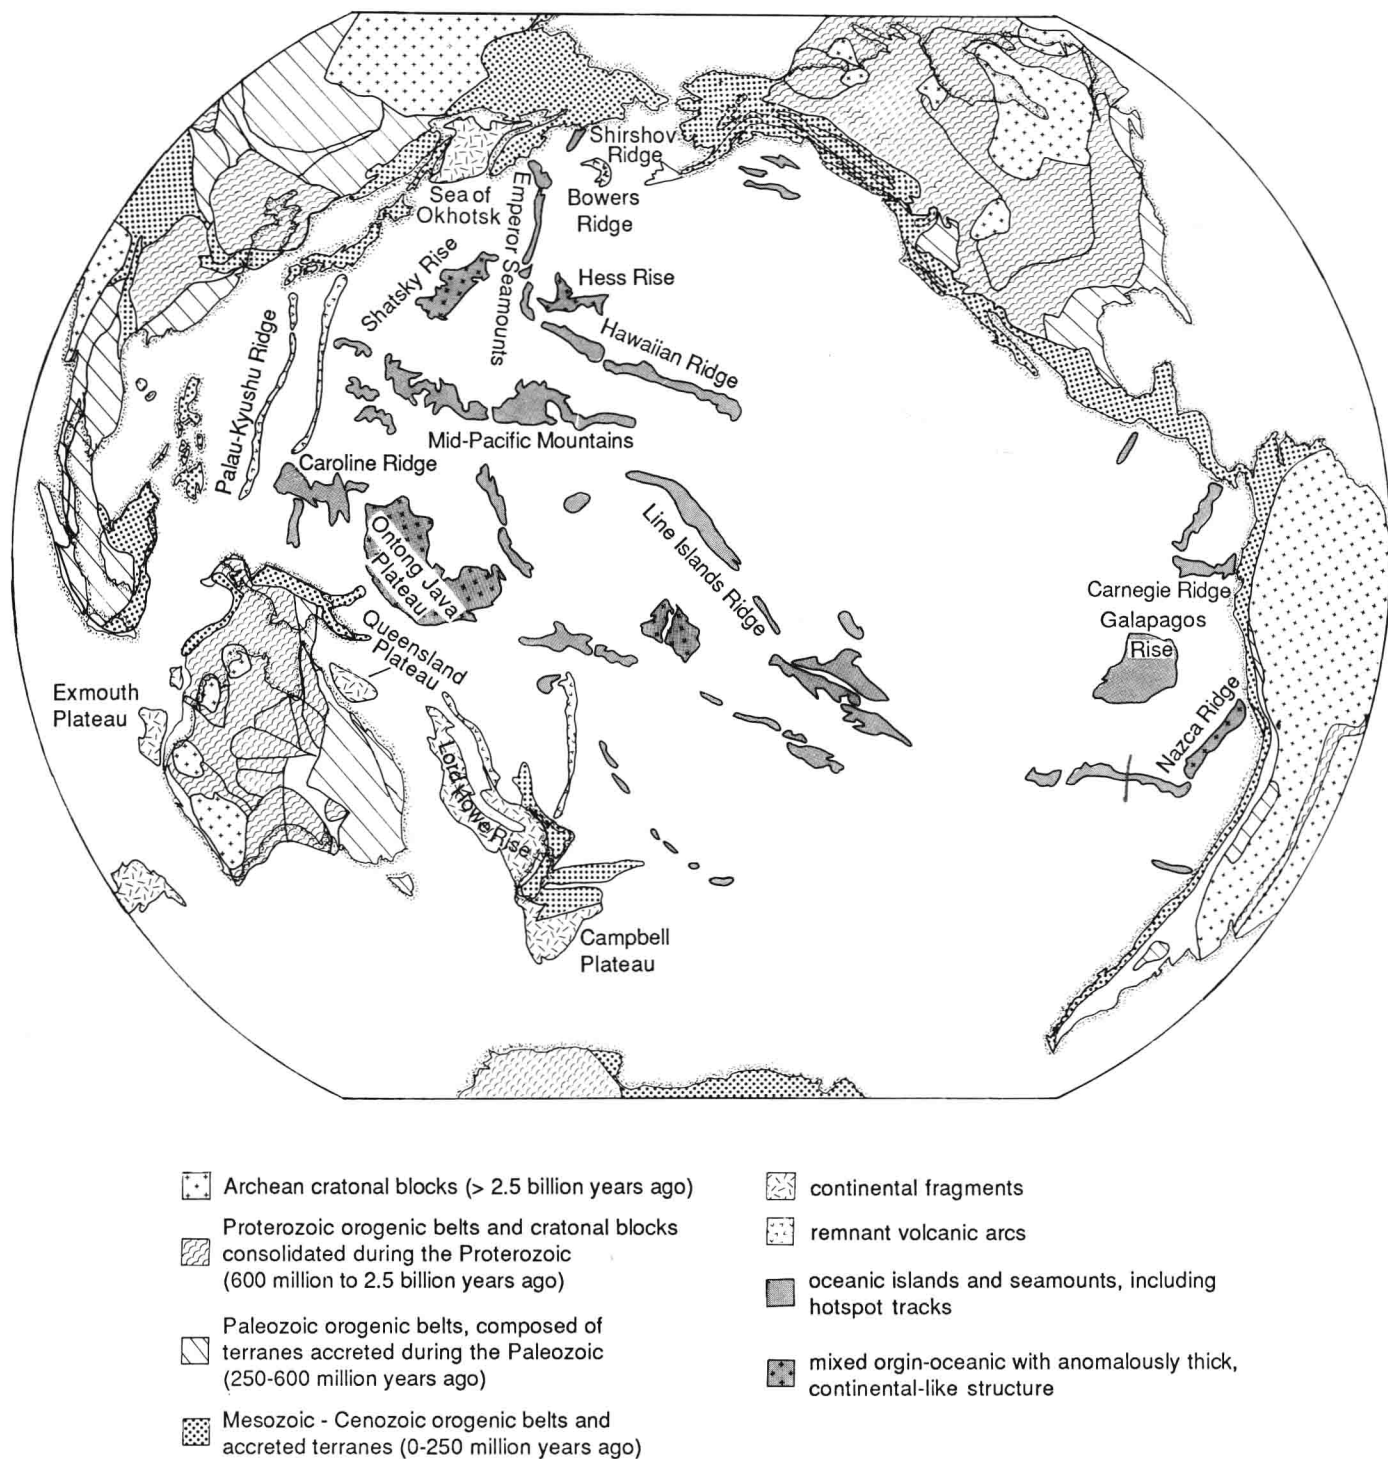 Shirshov
Ridge
Sea of
Okhotsk
Emperor Seamounts
Bowers
Ridge
Shatsky Rise
Hess Rise
Hawaiian Ridge
Palau-Kyushu Ridge
Mid-Pacific Mountains
Caroline Ridge
Ontong Java
Plateau
Line Islands Ridge
Queensland
Plateau
Carnegie Ridge
Galapagos
Rise
Exmouth
Plateau
Nazca Ridge
Lord Howe Rise
Campbell
Plateau
Archean cratonal blocks (> 2.5 billion years ago)
Proterozoic orogenic belts and cratonal blocks
consolidated during the Proterozoic
(600 million to 2.5 billion years ago)
Paleozoic orogenic belts, composed of
terranes accreted during the Paleozoic
(250-600 million years ago)
Mesozoic - Cenozoic orogenic belts and
accreted terranes (0-250 million years ago)
continental fragments
remnant volcanic arcs
oceanic islands and seamounts, including
hotspot tracks
mixed orgin-oceanic with anomalously thick,
continental-like structure